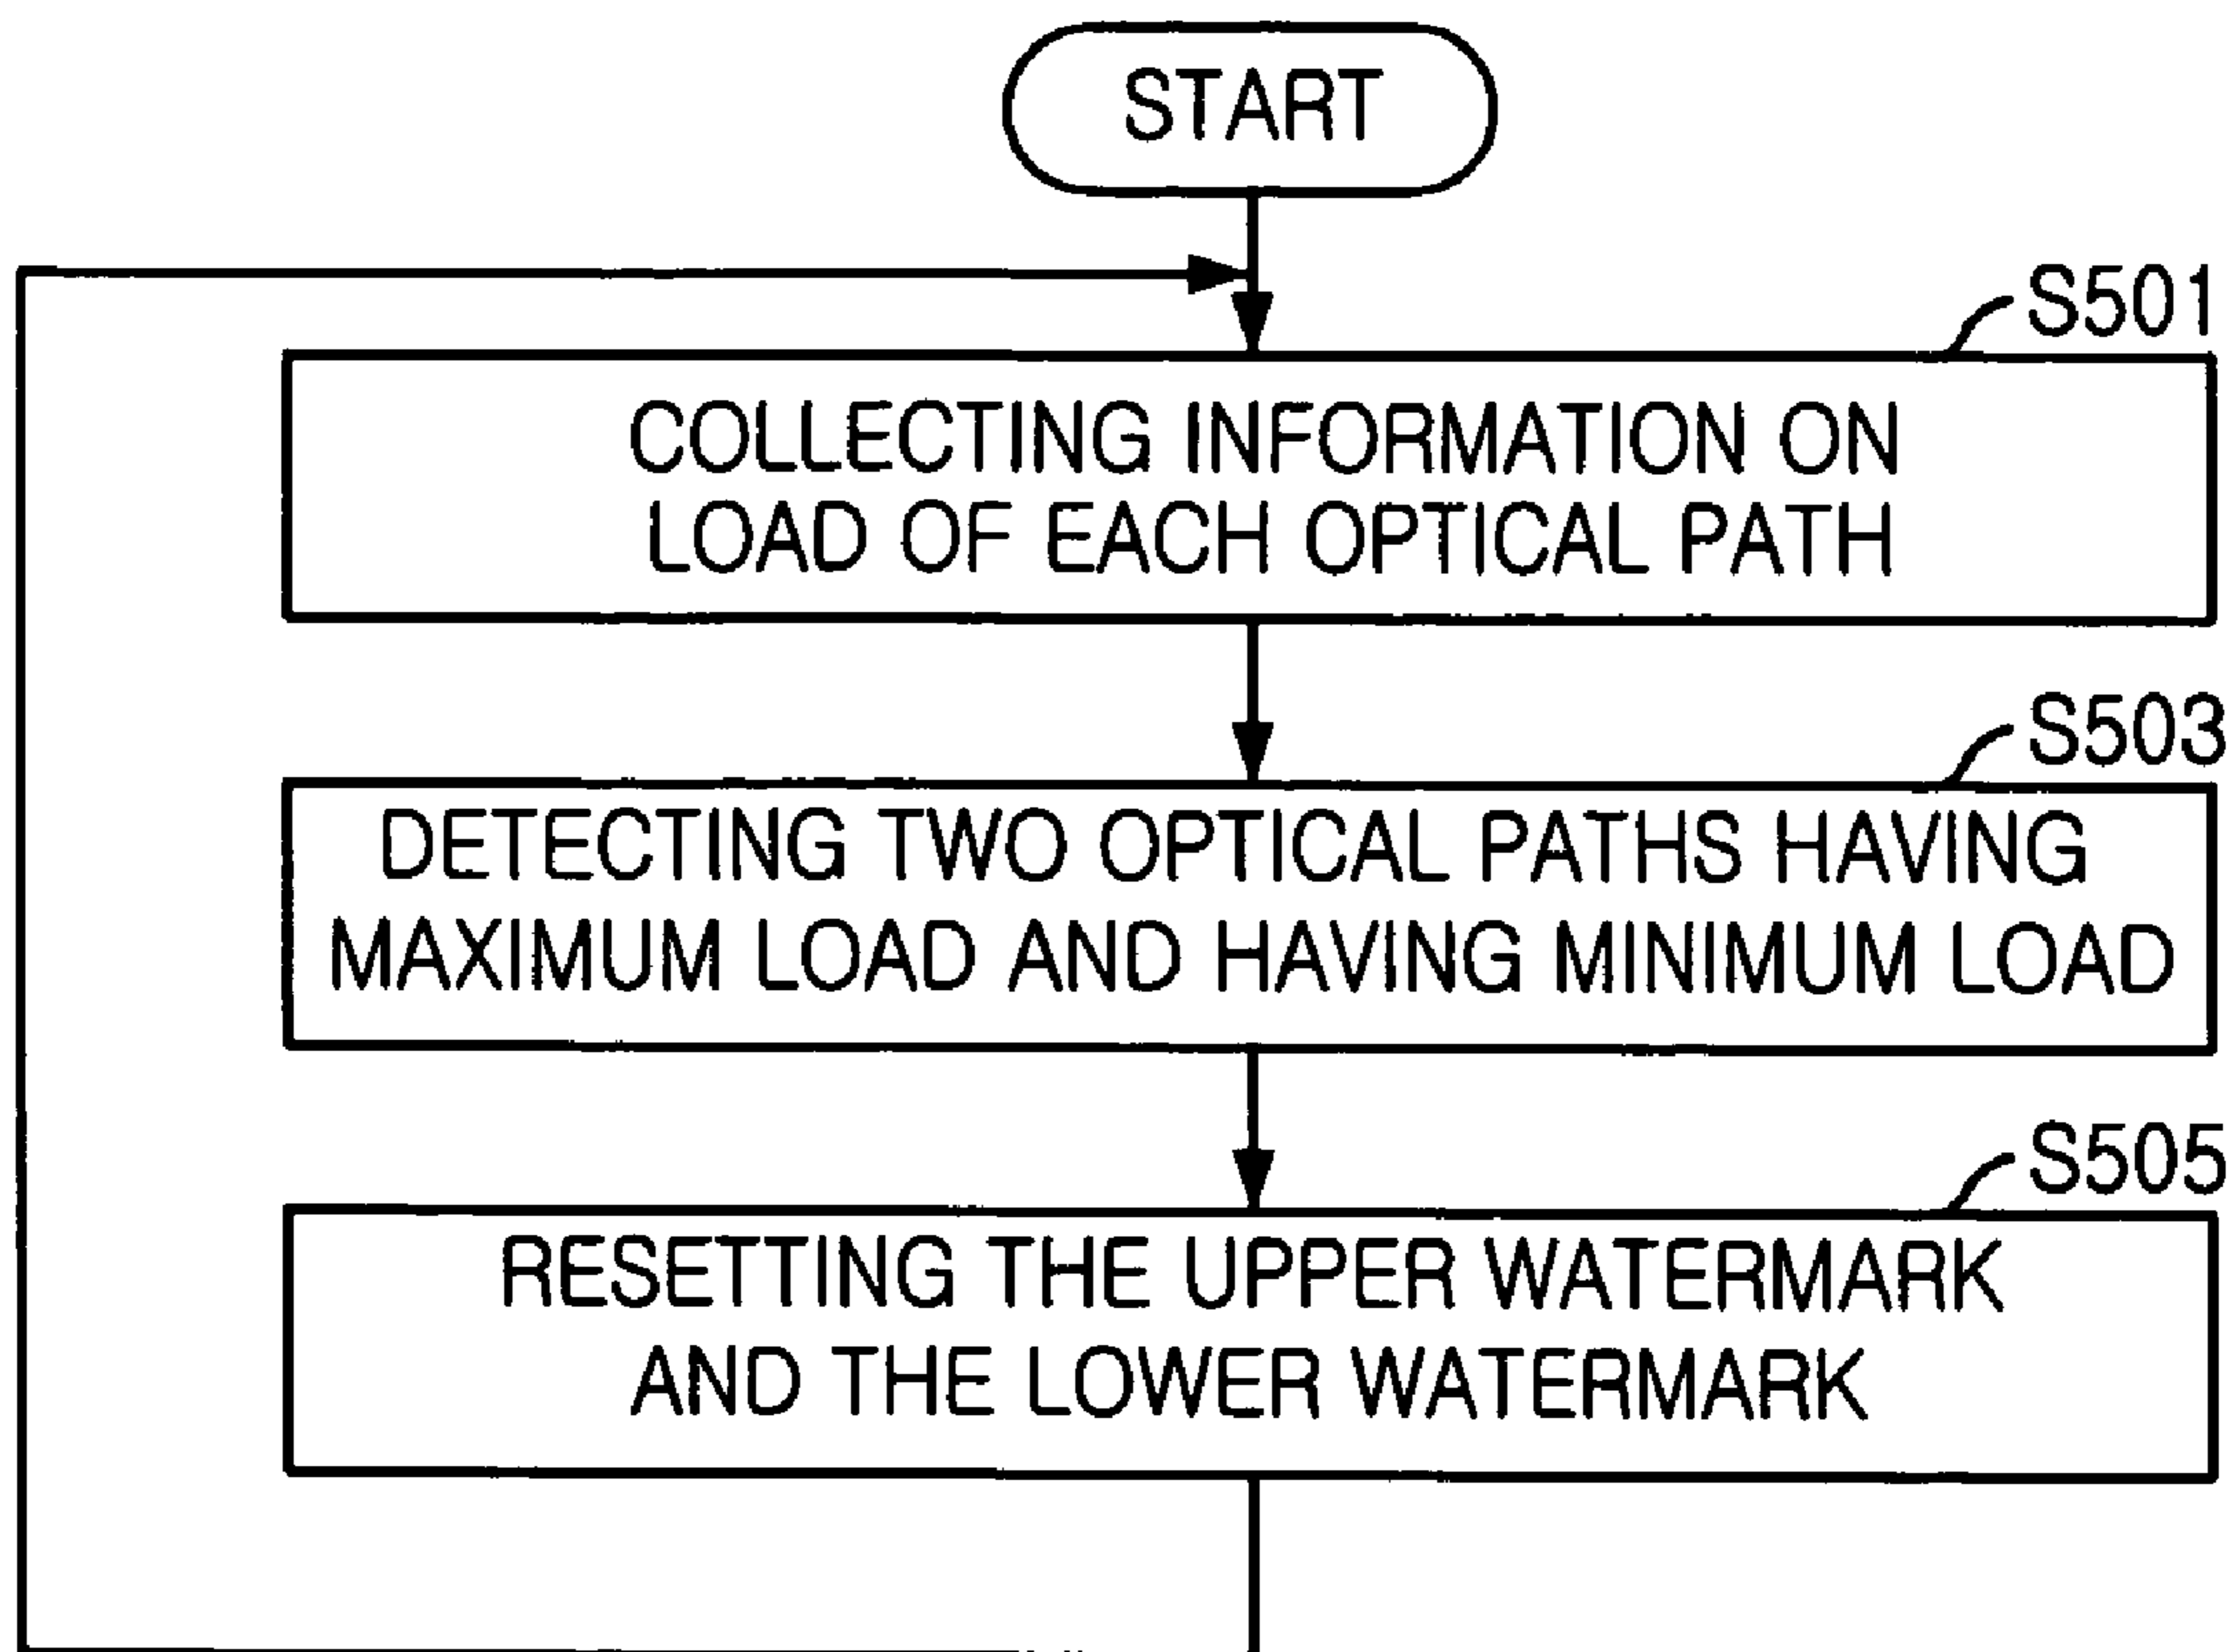 START
S501
COLLECTING INFORMATION ON
LOAD OF EACH OPTICAL PATH
S503
DETECTING TWO OPTICAL PATHS HAVING
MAXIMUM LOAD AND HAVING MINIMUM LOAD
S505
RESETTING THE UPPER WATERMARK
AND THE LOWER WATERMARK